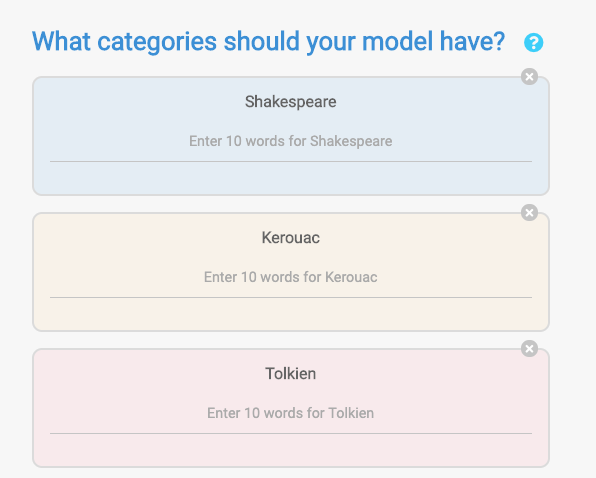 What categories should your model have? ?
Shakespeare
Enter 10 words for Shakespeare
Kerouac
Enter 10 words for Kerouac
Tolkien
Enter 10 words for Tolkien